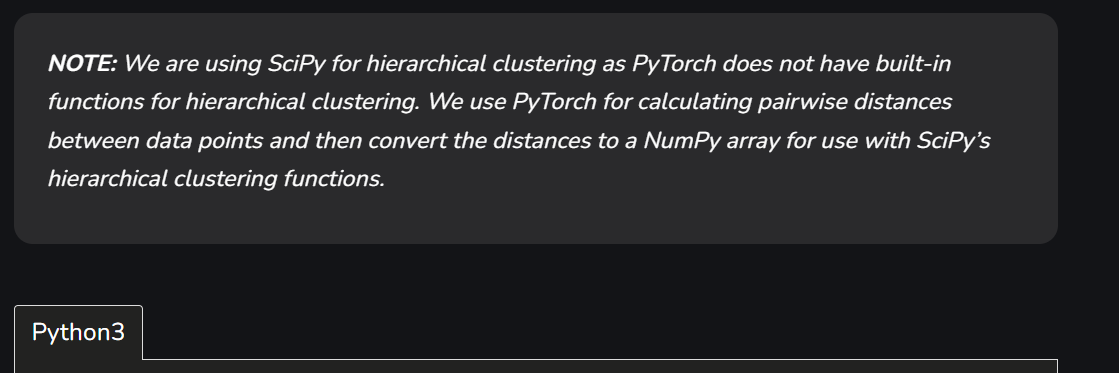 NOTE: We are using SciPy for hierarchical clustering as PyTorch does not have built-in
functions for hierarchical clustering. We use PyTorch for calculating pairwise distances
between data points and then convert the distances to a NumPy array for use with SciPy’s
hierarchical clustering functions.
Python3